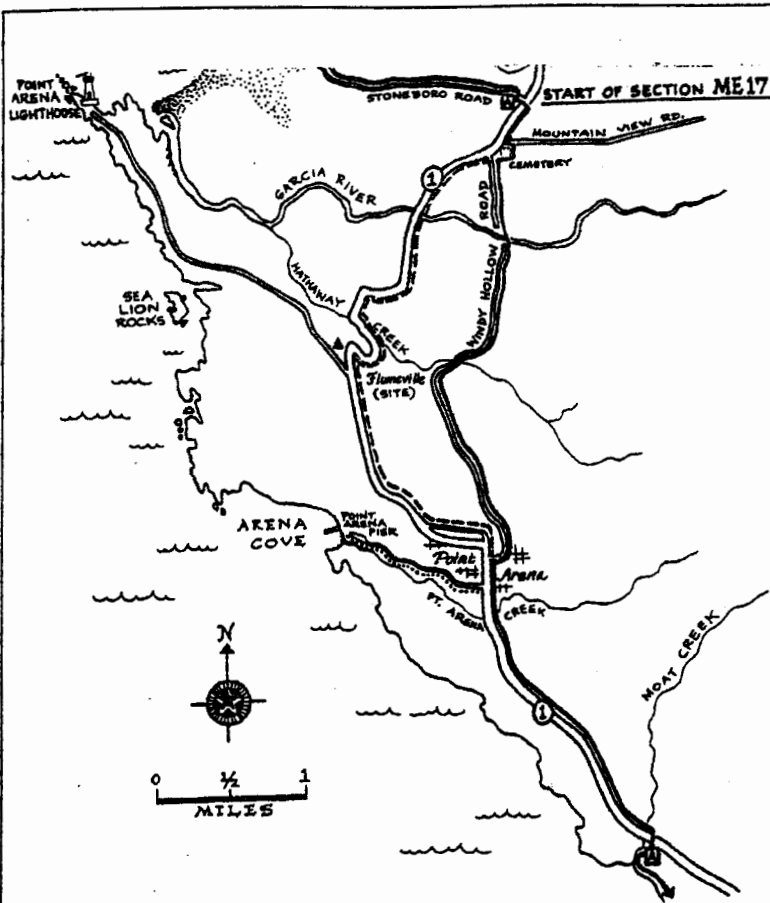 POINT
ARENA
LIGHTHOUSE
STONEBORO ROAD
START OF SECTION ME17
MOUNTAIN VIEW RD.
CEMETERY
1
GARCIA RIVER
WINDY HOLLOW ROAD
HATHAWAY
CREEK
SEA
LION
ROCKS
Flumeville
(SITE)
ARENA
COVE
POINT
ARENA
PIER
Point
Arena
PT. ARENA
CREEK
MOAT CREEK
N
1
0 1/2 1
MILES